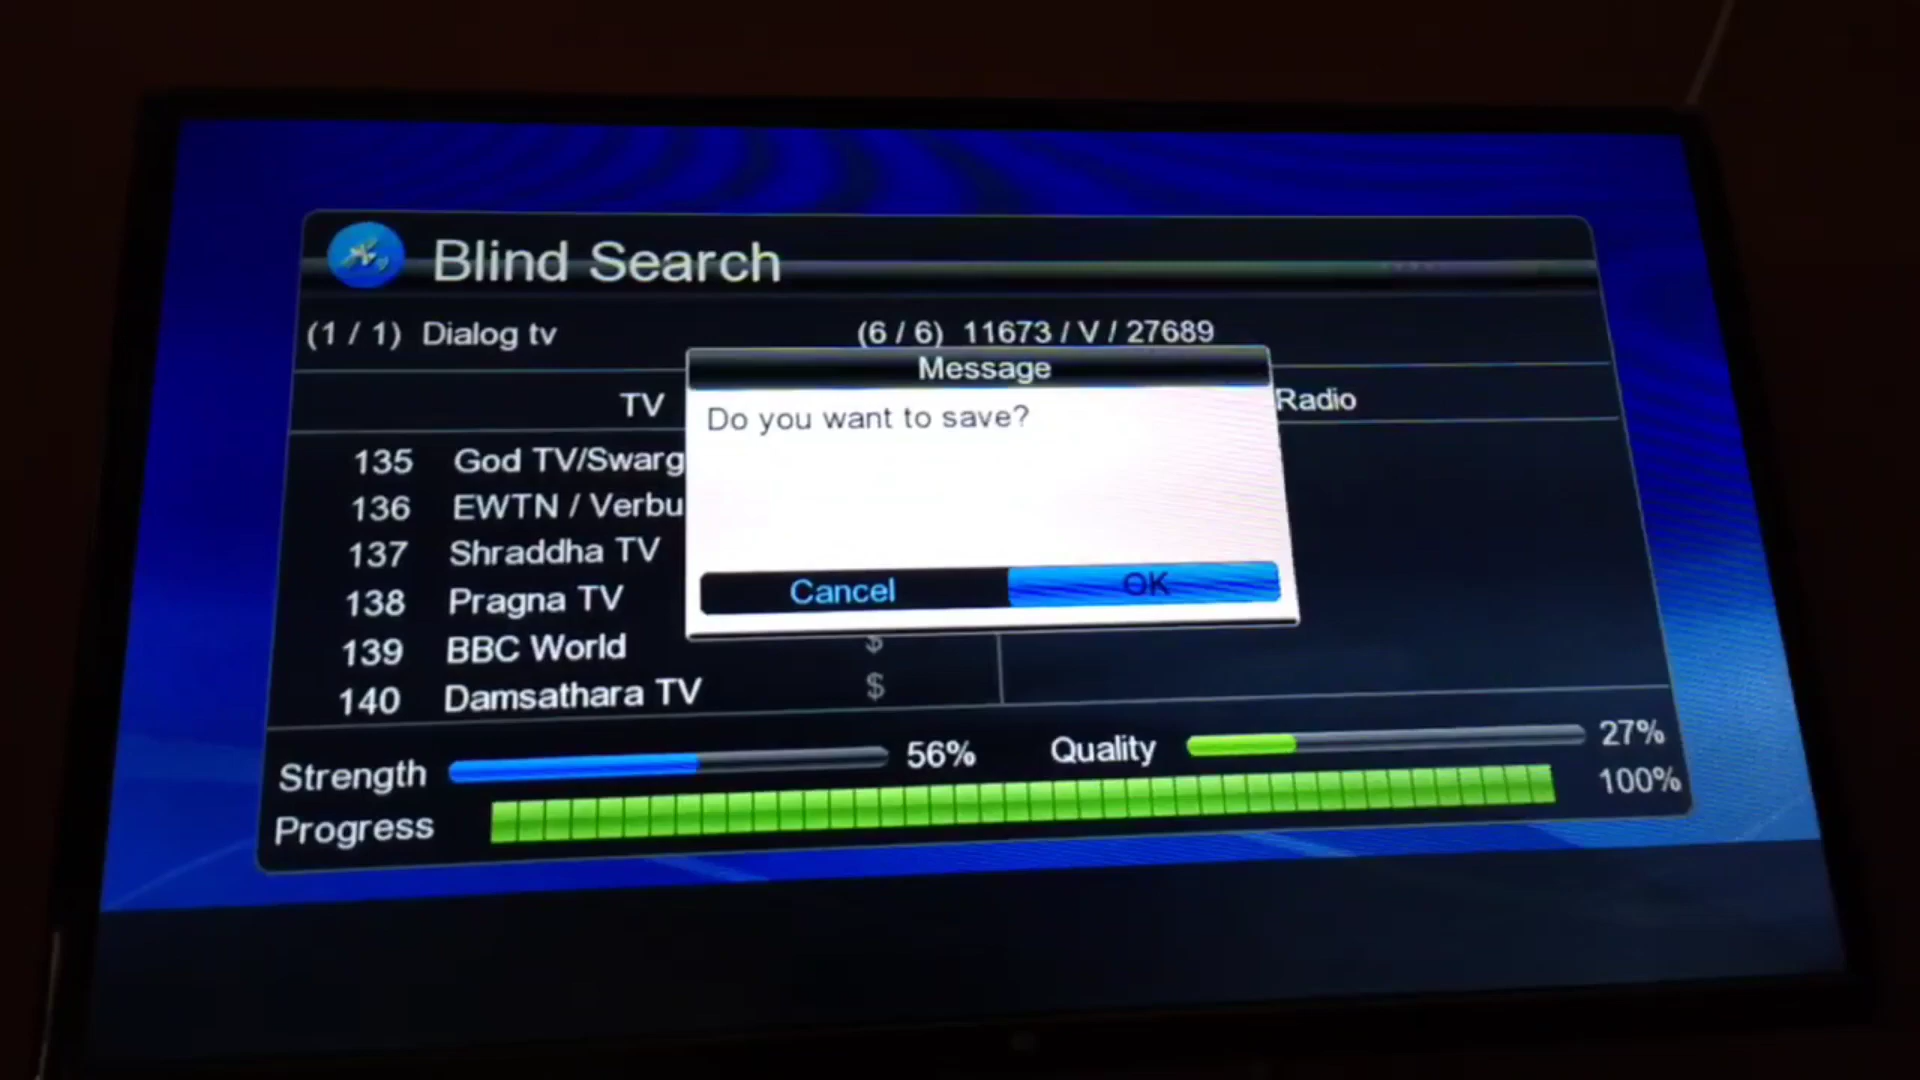 Blind Search
(1 / 1) Dialog tv (6 / 6) 11673 / V / 27689
Message
TV Radio
Do you want to save?
135 God TV/Swarg
136 EWTN / Verbu
137 Shraddha TV
138 Pragna TV
Cancel OK
139 BBC World $
140 Damsathara TV $
Strength 56% Quality 27%
Progress 100%